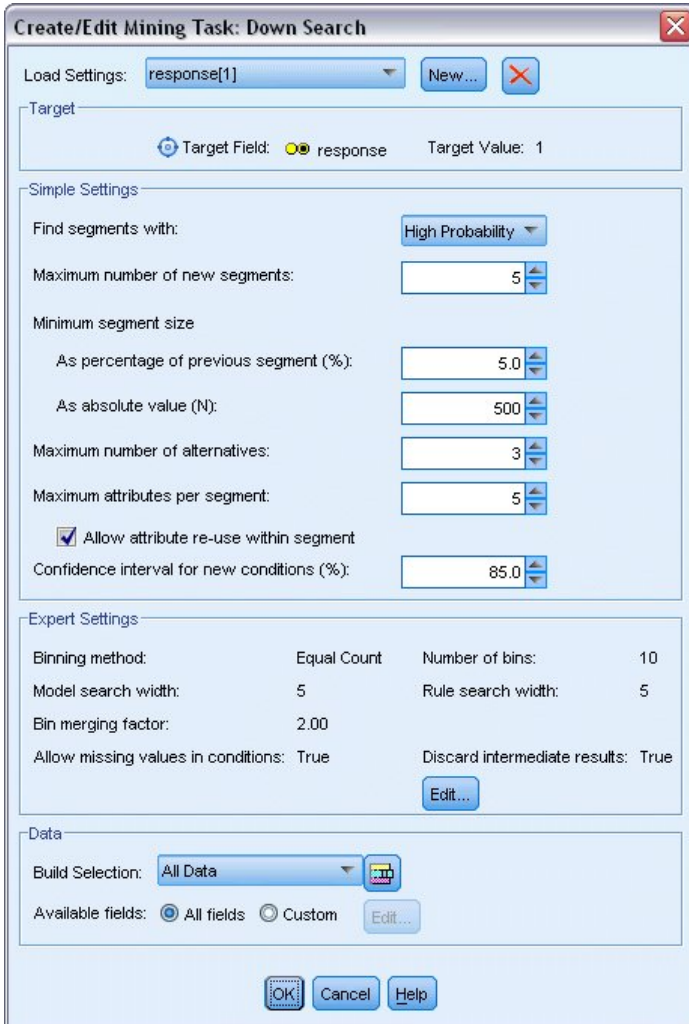 Create/Edit Mining Task: Down Search
Load Settings: response[1] New...
Target
Target Field: response Target Value: 1
Simple Settings
Find segments with: High Probability
Maximum number of new segments: 5
Minimum segment size
As percentage of previous segment (%): 5.0
As absolute value (N): 500
Maximum number of alternatives: 3
Maximum attributes per segment: 5
Allow attribute re-use within segment
Confidence interval for new conditions (%): 85.0
Expert Settings
Binning method: Equal Count Number of bins: 10
Model search width: 5 Rule search width: 5
Bin merging factor: 2.00
Allow missing values in conditions: True Discard intermediate results: True
Edit...
Data
Build Selection: All Data
Available fields: All fields Custom Edit...
OK Cancel Help